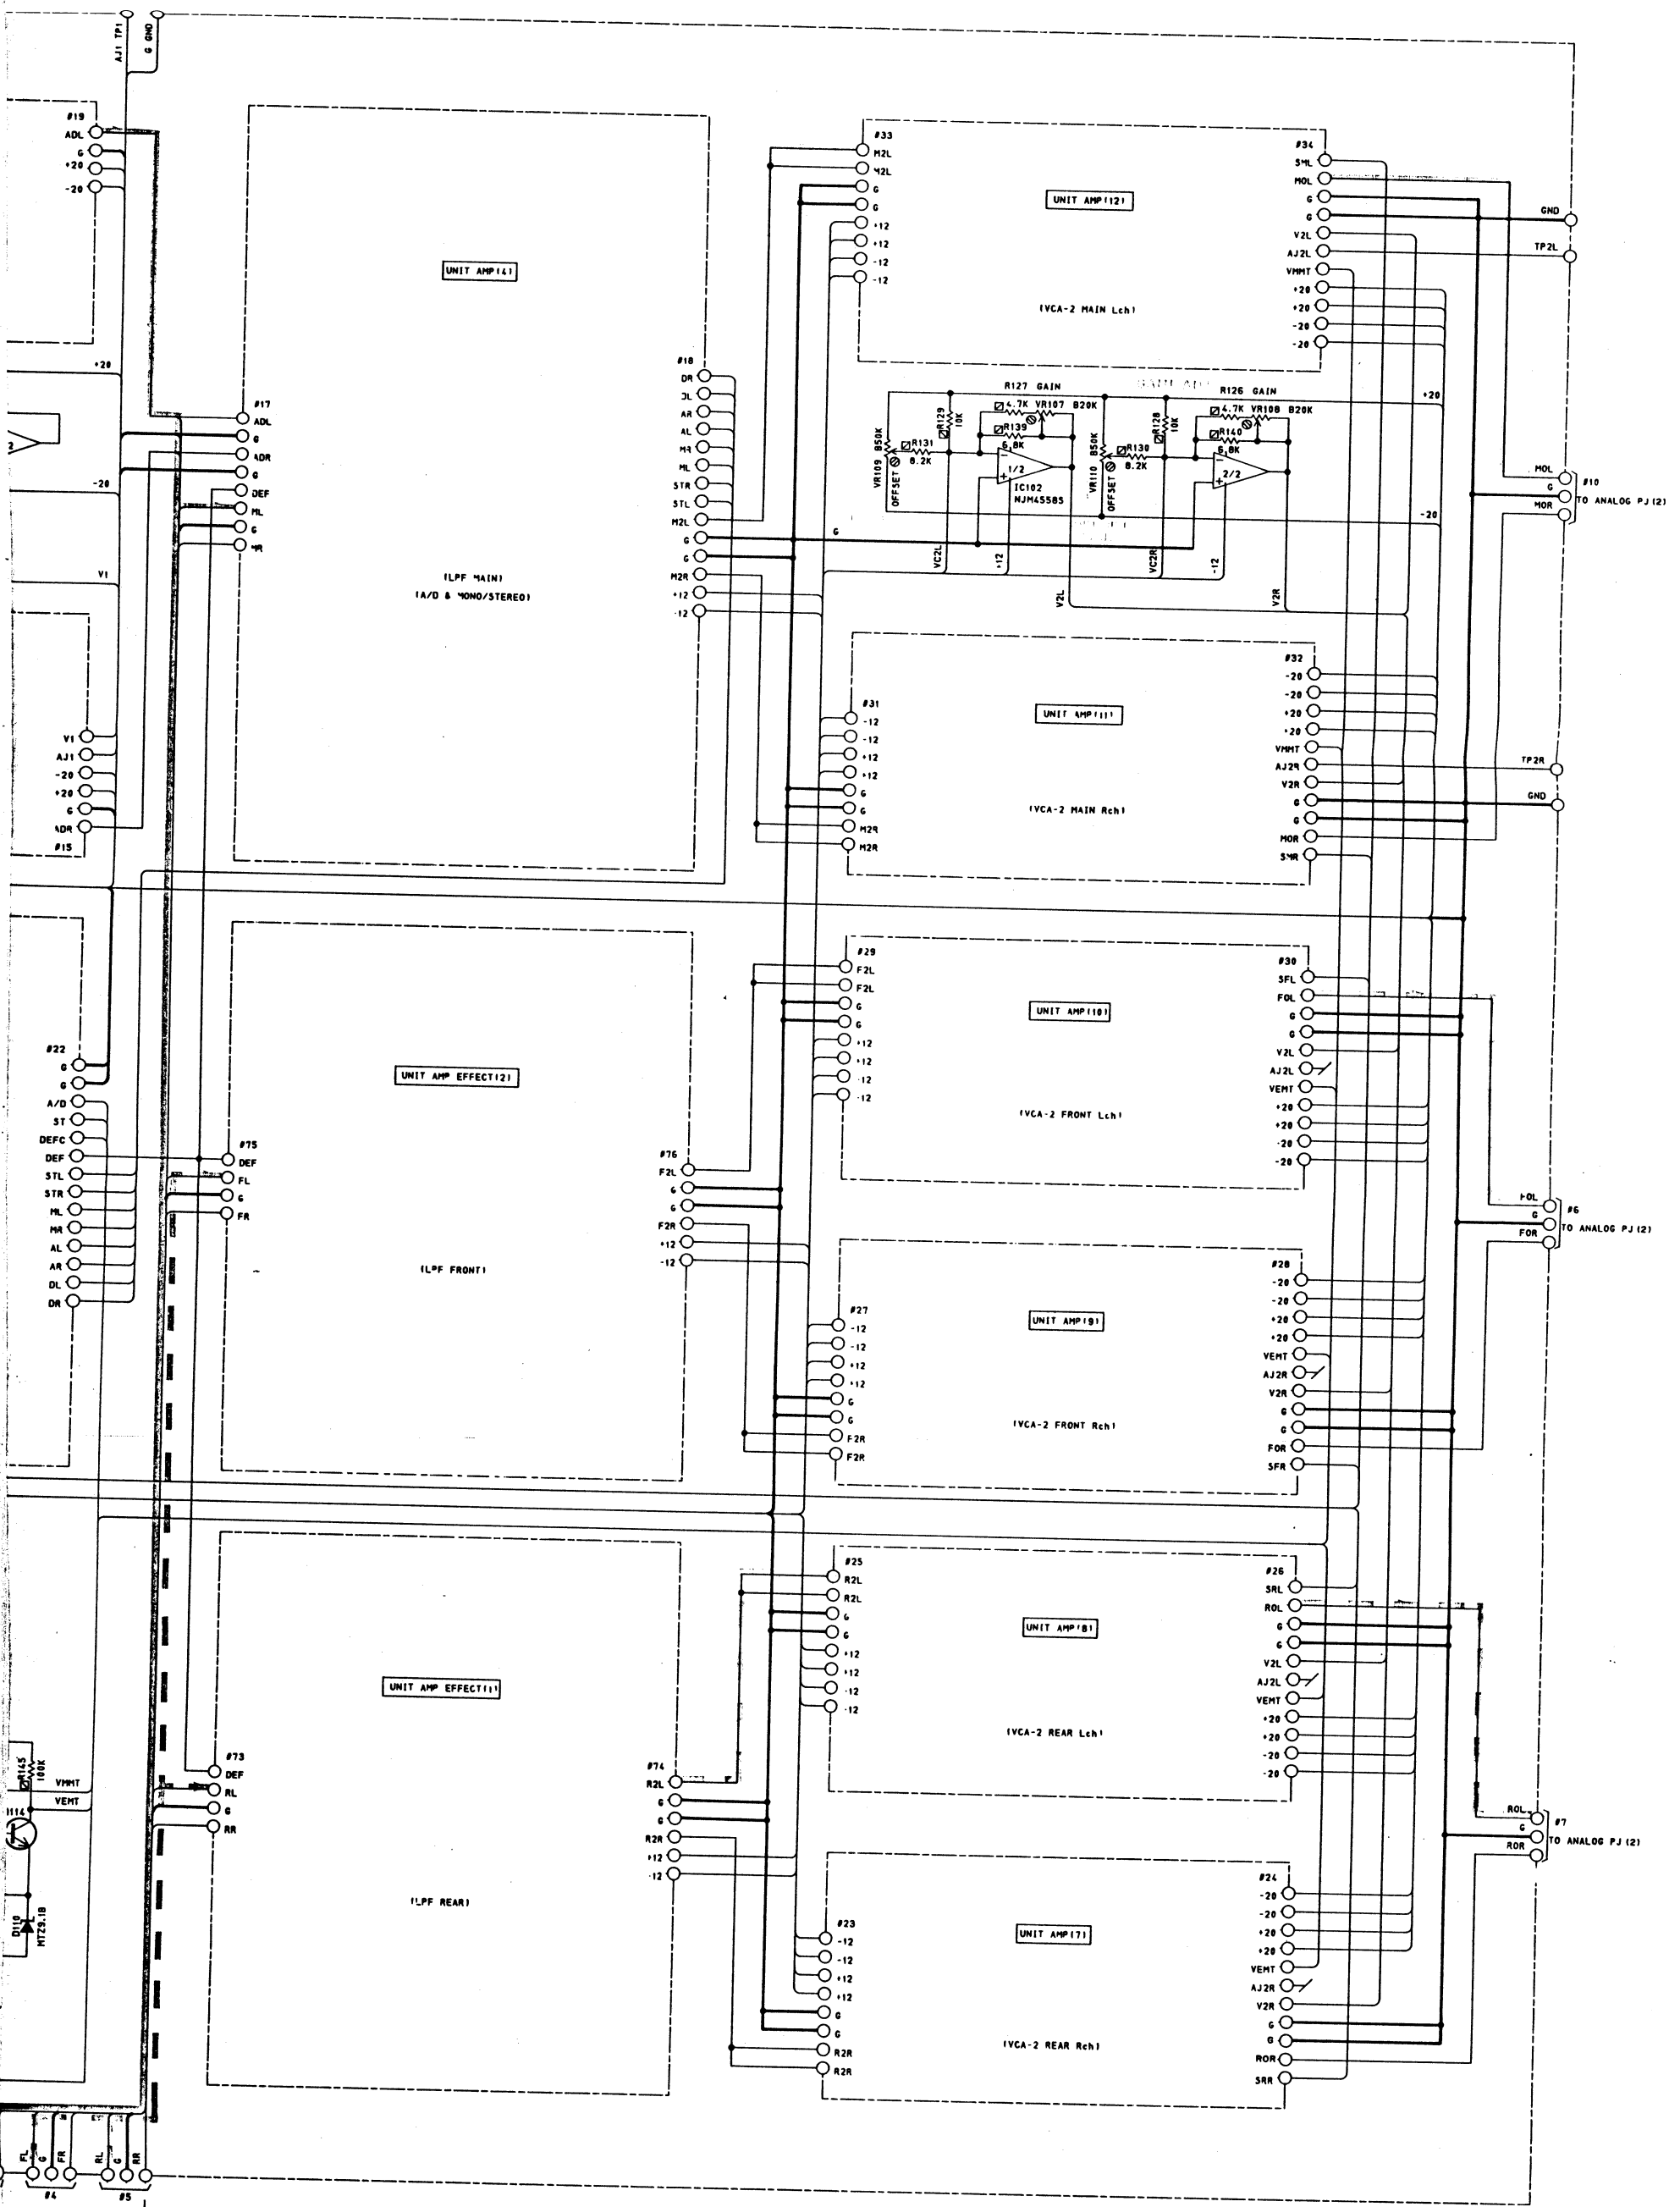 AJ1 TP1
G GND
#19
ADL
G
+20
-20
+20
2
-20
V1
V1
AJ1
-20
+20
G
ADR
#15
#22
G
G
A/D
ST
DEFC
DEF
STL
STR
ML
MR
AL
AR
DL
DR
R145
100K
VMMT
VEMT
D110
MTZ9.1B
FL
G
FR
#4
RL
G
RR
#5
UNIT AMP(4)
#17
ADL
G
ADR
G
DEF
ML
G
MR
(LPF MAIN)
(A/D & MONO/STEREO)
#18
DR
DL
AR
AL
MR
ML
STR
STL
M2L
G
G
M2R
+12
-12
UNIT AMP EFFECT(2)
#75
DEF
FL
G
FR
(LPF FRONT)
#76
F2L
G
G
F2R
+12
-12
UNIT AMP EFFECT(1)
#73
DEF
RL
G
RR
(LPF REAR)
#74
R2L
G
G
R2R
+12
-12
#33
M2L
M2L
G
G
+12
+12
-12
-12
UNIT AMP(12)
(VCA-2 MAIN Lch)
#34
SML
MOL
G
G
V2L
AJ2L
VMMT
+20
+20
-20
-20
R127 GAIN
4.7K VR107 B20K
R129
10K
R139
6.8K
R131
8.2K
VR109 B50K
OFFSET
1/2
IC102
NJM4558S
R126 GAIN
4.7K VR108 B20K
R128
10K
R140
6.8K
R130
8.2K
VR110 B50K
OFFSET
2/2
+20
-20
G
VC2L
+12
V2L
VC2R
-12
V2R
#31
-12
-12
+12
+12
G
G
M2R
M2R
UNIT AMP(11)
(VCA-2 MAIN Rch)
#32
-20
-20
+20
+20
VMMT
AJ2R
V2R
G
G
MOR
SMR
#29
F2L
F2L
G
G
+12
+12
-12
-12
UNIT AMP(10)
(VCA-2 FRONT Lch)
#30
SFL
FOL
G
G
V2L
AJ2L
VEMT
+20
+20
-20
-20
#27
-12
-12
+12
+12
G
G
F2R
F2R
UNIT AMP(9)
(VCA-2 FRONT Rch)
#28
-20
-20
+20
+20
VEMT
AJ2R
V2R
G
G
FOR
SFR
#25
R2L
R2L
G
G
+12
+12
-12
-12
UNIT AMP(8)
(VCA-2 REAR Lch)
#26
SRL
ROL
G
G
V2L
AJ2L
VEMT
+20
+20
-20
-20
#23
-12
-12
+12
+12
G
G
R2R
R2R
UNIT AMP(7)
(VCA-2 REAR Rch)
#24
-20
-20
+20
+20
VEMT
AJ2R
V2R
G
G
ROR
SRR
GND
TP2L
MOL
G
MOR
#10
TO ANALOG PJ(2)
TP2R
GND
FOL
G
FOR
#6
TO ANALOG PJ(2)
ROL
G
ROR
#7
TO ANALOG PJ(2)